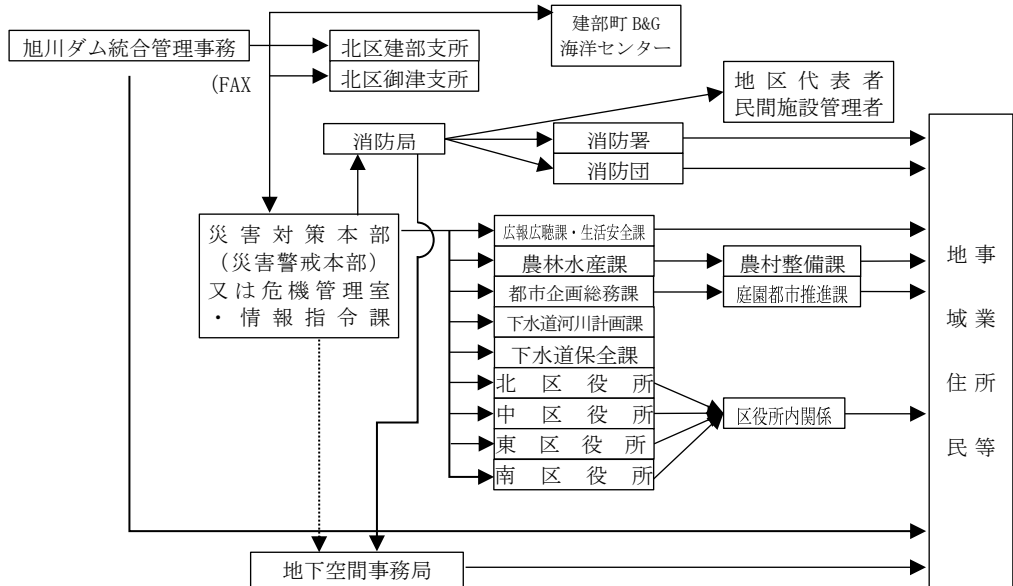 建部町 B&G
海洋センター
旭川ダム統合管理事務
北区建部支所
北区御津支所
(FAX
地区代表者
民間施設管理者
消防局
消防署
消防団
災害対策本部
（災害警戒本部）
又は危機管理室
・情報指令課
広報広聴課・生活安全課
農林水産課
農村整備課
都市企画総務課
庭園都市推進課
下水道河川計画課
下水道保全課
北区役所
中区役所
区役所内関係
東区役所
南区役所
地域住民
事業所等
地下空間事務局